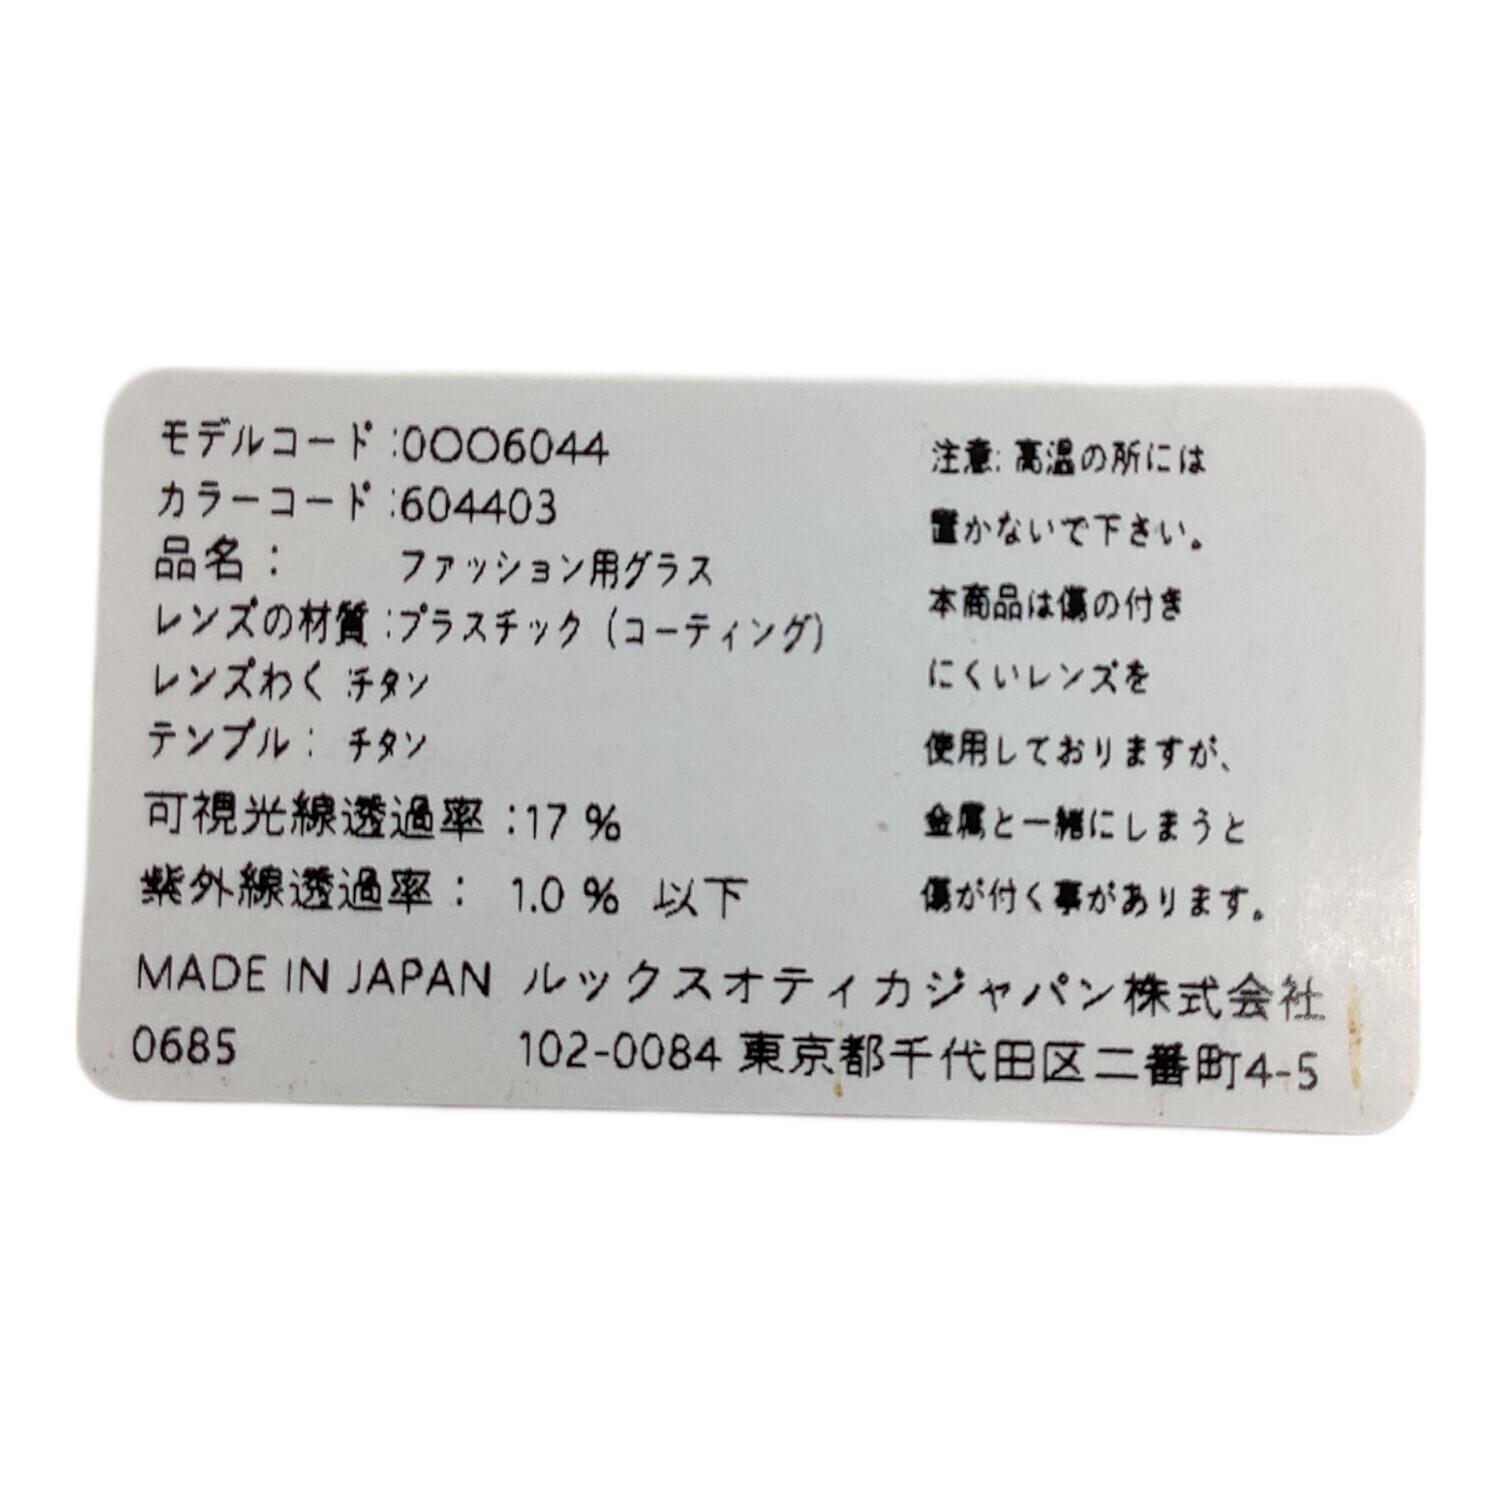 モデルコード:0OO6044
カラーコード:604403
品名: ファッション用グラス
レンズの材質:プラスチック (コーティング)
レンズわく:チタン
テンプル: チタン
可視光線透過率:17 %
紫外線透過率: 1.0 % 以下
注意: 高温の所には
置かないで下さい。
本商品は傷の付き
にくいレンズを
使用しておりますが、
金属と一緒にしまうと
傷が付く事があります。
MADE IN JAPAN ルックスオティカジャパン株式会社
0685 102-0084 東京都千代田区二番町4-5